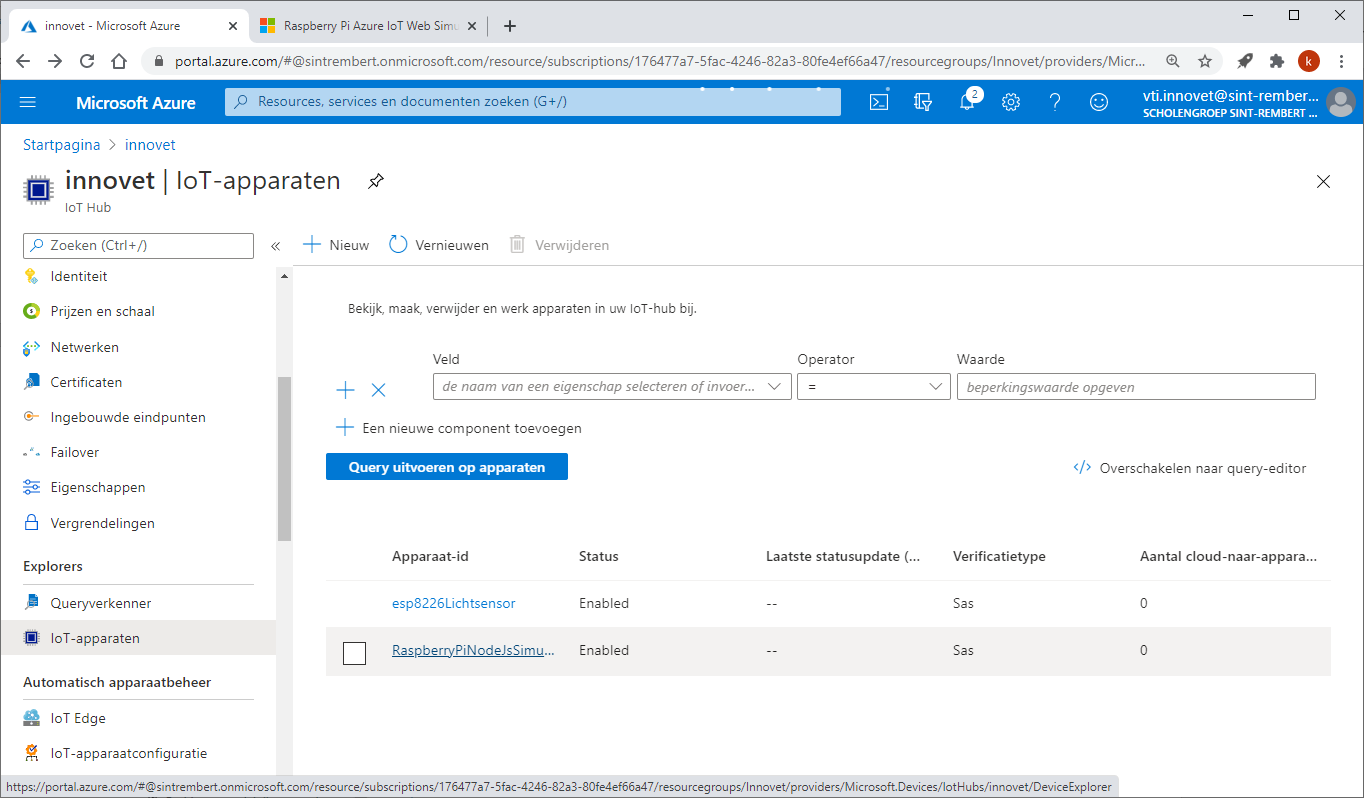 innovet - Microsoft Azure
Raspberry Pi Azure IoT Web Simu
portal.azure.com/#@sintrembert.onmicrosoft.com/resource/subscriptions/176477a7-5fac-4246-82a3-80fe4ef66a47/resourcegroups/Innovet/providers/Micr...
k
Microsoft Azure
Resources, services en documenten zoeken (G+/)
2
vti.innovet@sint-rember...
SCHOLENGROEP SINT-REMBERT ...
Startpagina > innovet
innovet | IoT-apparaten
IoT Hub
Zoeken (Ctrl+/)
«
Nieuw
Vernieuwen
Verwijderen
Identiteit
Prijzen en schaal
Netwerken
Certificaten
Ingebouwde eindpunten
Failover
Eigenschappen
Vergrendelingen
Explorers
Queryverkenner
IoT-apparaten
Automatisch apparaatbeheer
IoT Edge
IoT-apparaatconfiguratie
Bekijk, maak, verwijder en werk apparaten in uw IoT-hub bij.
Veld Operator Waarde
de naam van een eigenschap selecteren of invoer... = beperkingswaarde opgeven
Een nieuwe component toevoegen
Query uitvoeren op apparaten
</> Overschakelen naar query-editor
Apparaat-id Status Laatste statusupdate (... Verificatietype Aantal cloud-naar-appara...
esp8226Lichtsensor Enabled -- Sas 0
RaspberryPiNodeJsSimu... Enabled -- Sas 0
https://portal.azure.com/#@sintrembert.onmicrosoft.com/resource/subscriptions/176477a7-5fac-4246-82a3-80fe4ef66a47/resourcegroups/Innovet/providers/Microsoft.Devices/IotHubs/innovet/DeviceExplorer